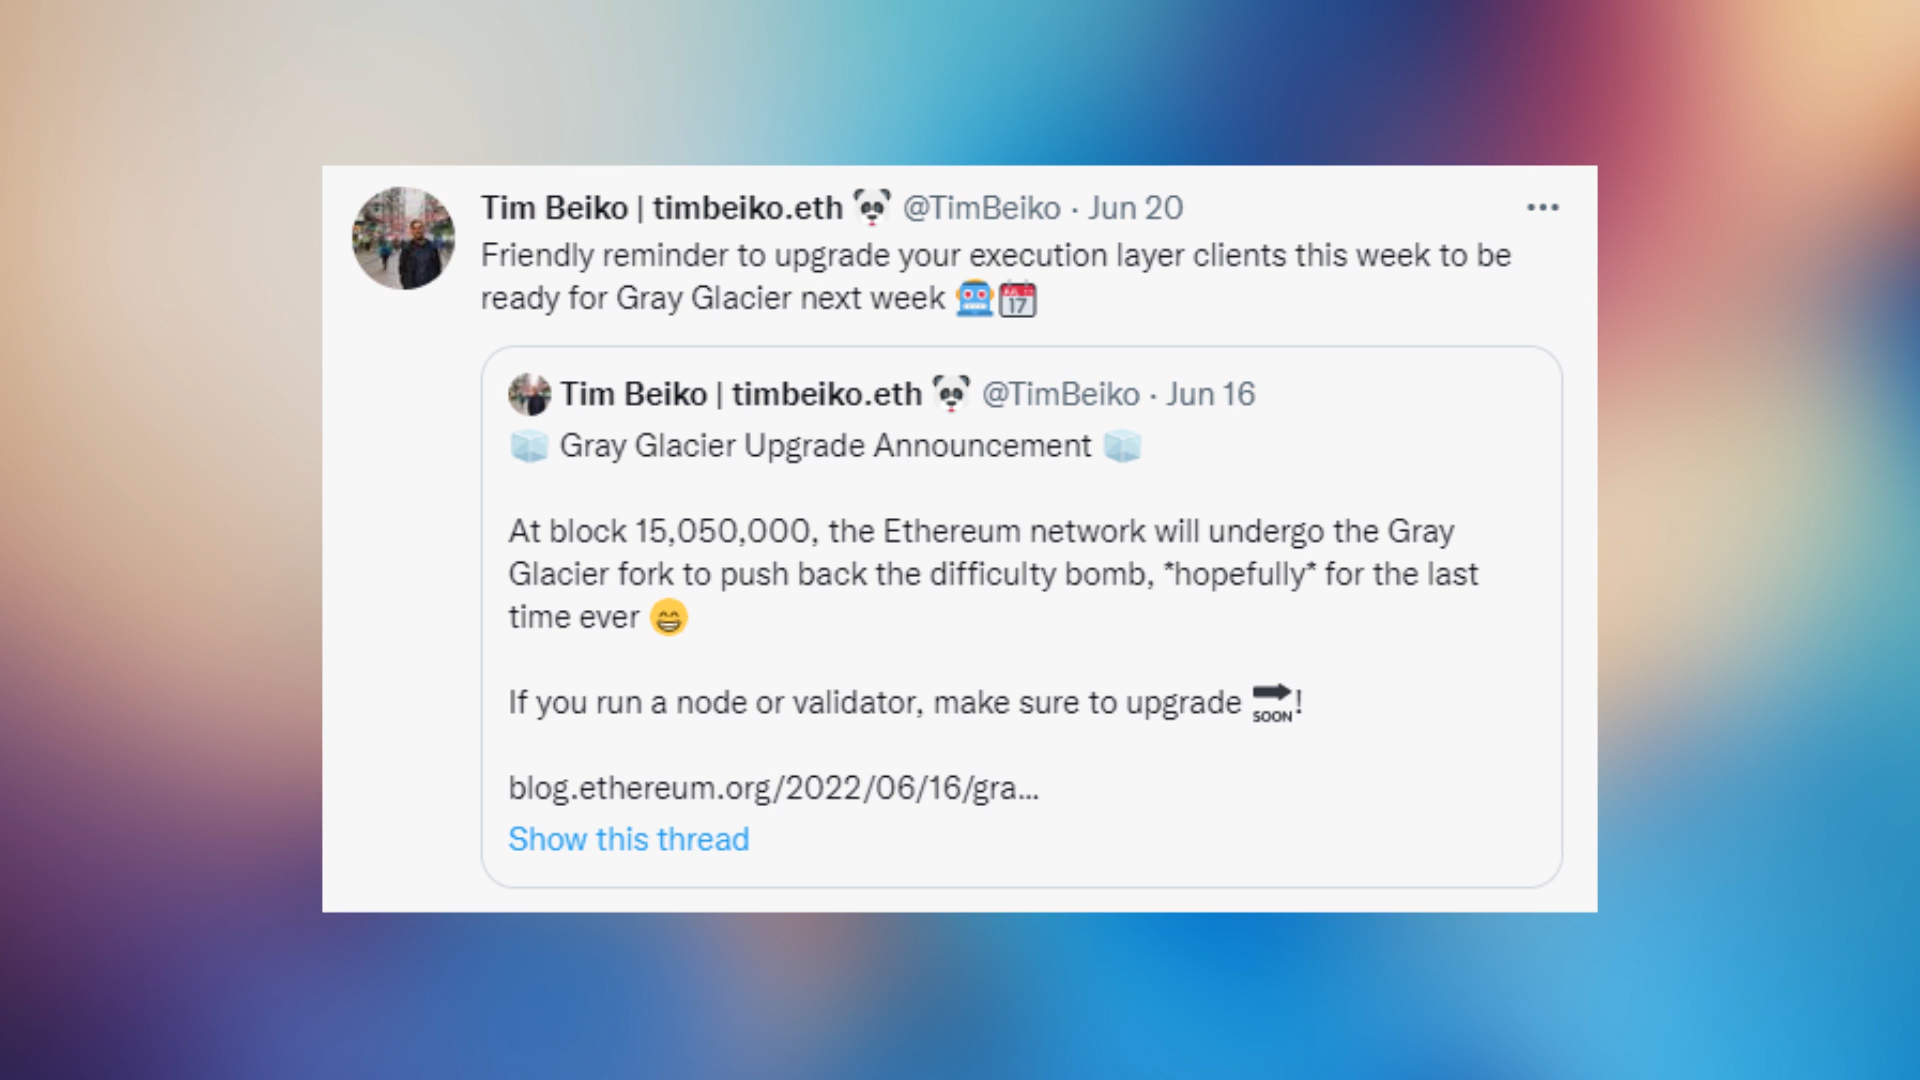 Tim Beiko | timbeiko.eth 🐼 @TimBeiko · Jun 20
Friendly reminder to upgrade your execution layer clients this week to be
ready for Gray Glacier next week 🤖📅
Tim Beiko | timbeiko.eth 🐼 @TimBeiko · Jun 16
🧊 Gray Glacier Upgrade Announcement 🧊
At block 15,050,000, the Ethereum network will undergo the Gray
Glacier fork to push back the difficulty bomb, *hopefully* for the last
time ever 😁
If you run a node or validator, make sure to upgrade 🔜!
blog.ethereum.org/2022/06/16/gra...
Show this thread